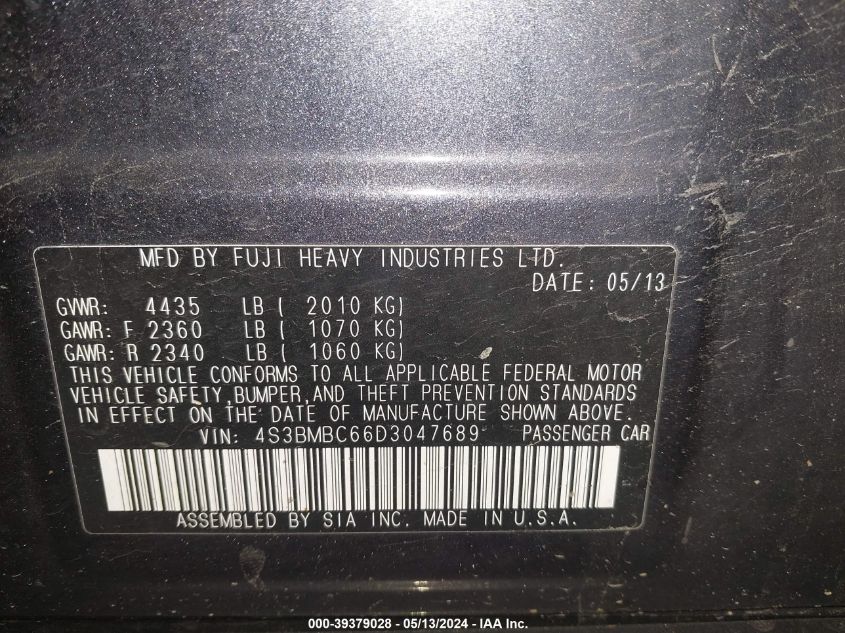 MFD BY FUJI HEAVY INDUSTRIES LTD.
DATE: 05/13
GVWR: 4435 LB ( 2010 KG)
GAWR: F 2360 LB ( 1070 KG)
GAWR: R 2340 LB ( 1060 KG)
THIS VEHICLE CONFORMS TO ALL APPLICABLE FEDERAL MOTOR
VEHICLE SAFETY, BUMPER, AND THEFT PREVENTION STANDARDS
IN EFFECT ON THE DATE OF MANUFACTURE SHOWN ABOVE.
VIN: 4S3BMBC66D3047689 PASSENGER CAR
ASSEMBLED BY SIA INC. MADE IN U.S.A.
000-39379028 - 05/13/2024 - IAA Inc.